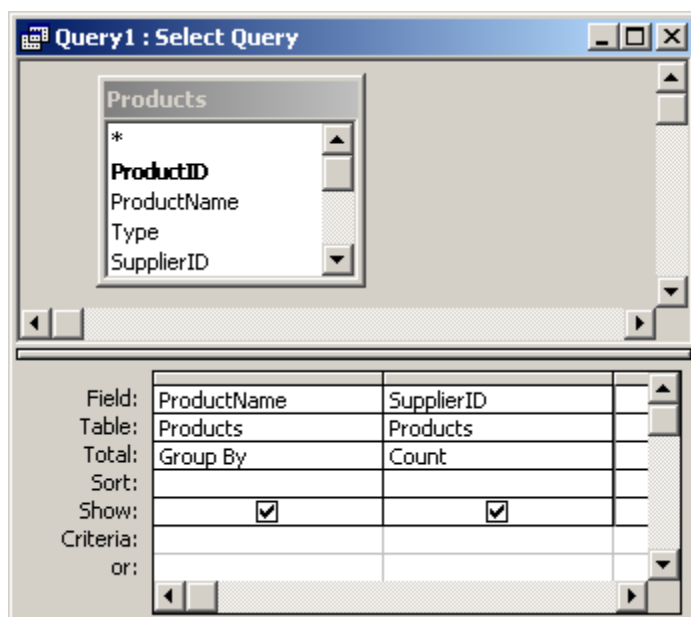 Query1 : Select Query
Products
*
ProductID
ProductName
Type
SupplierID
Field: ProductName SupplierID
Table: Products Products
Total: Group By Count
Sort:
Show:
Criteria:
or: